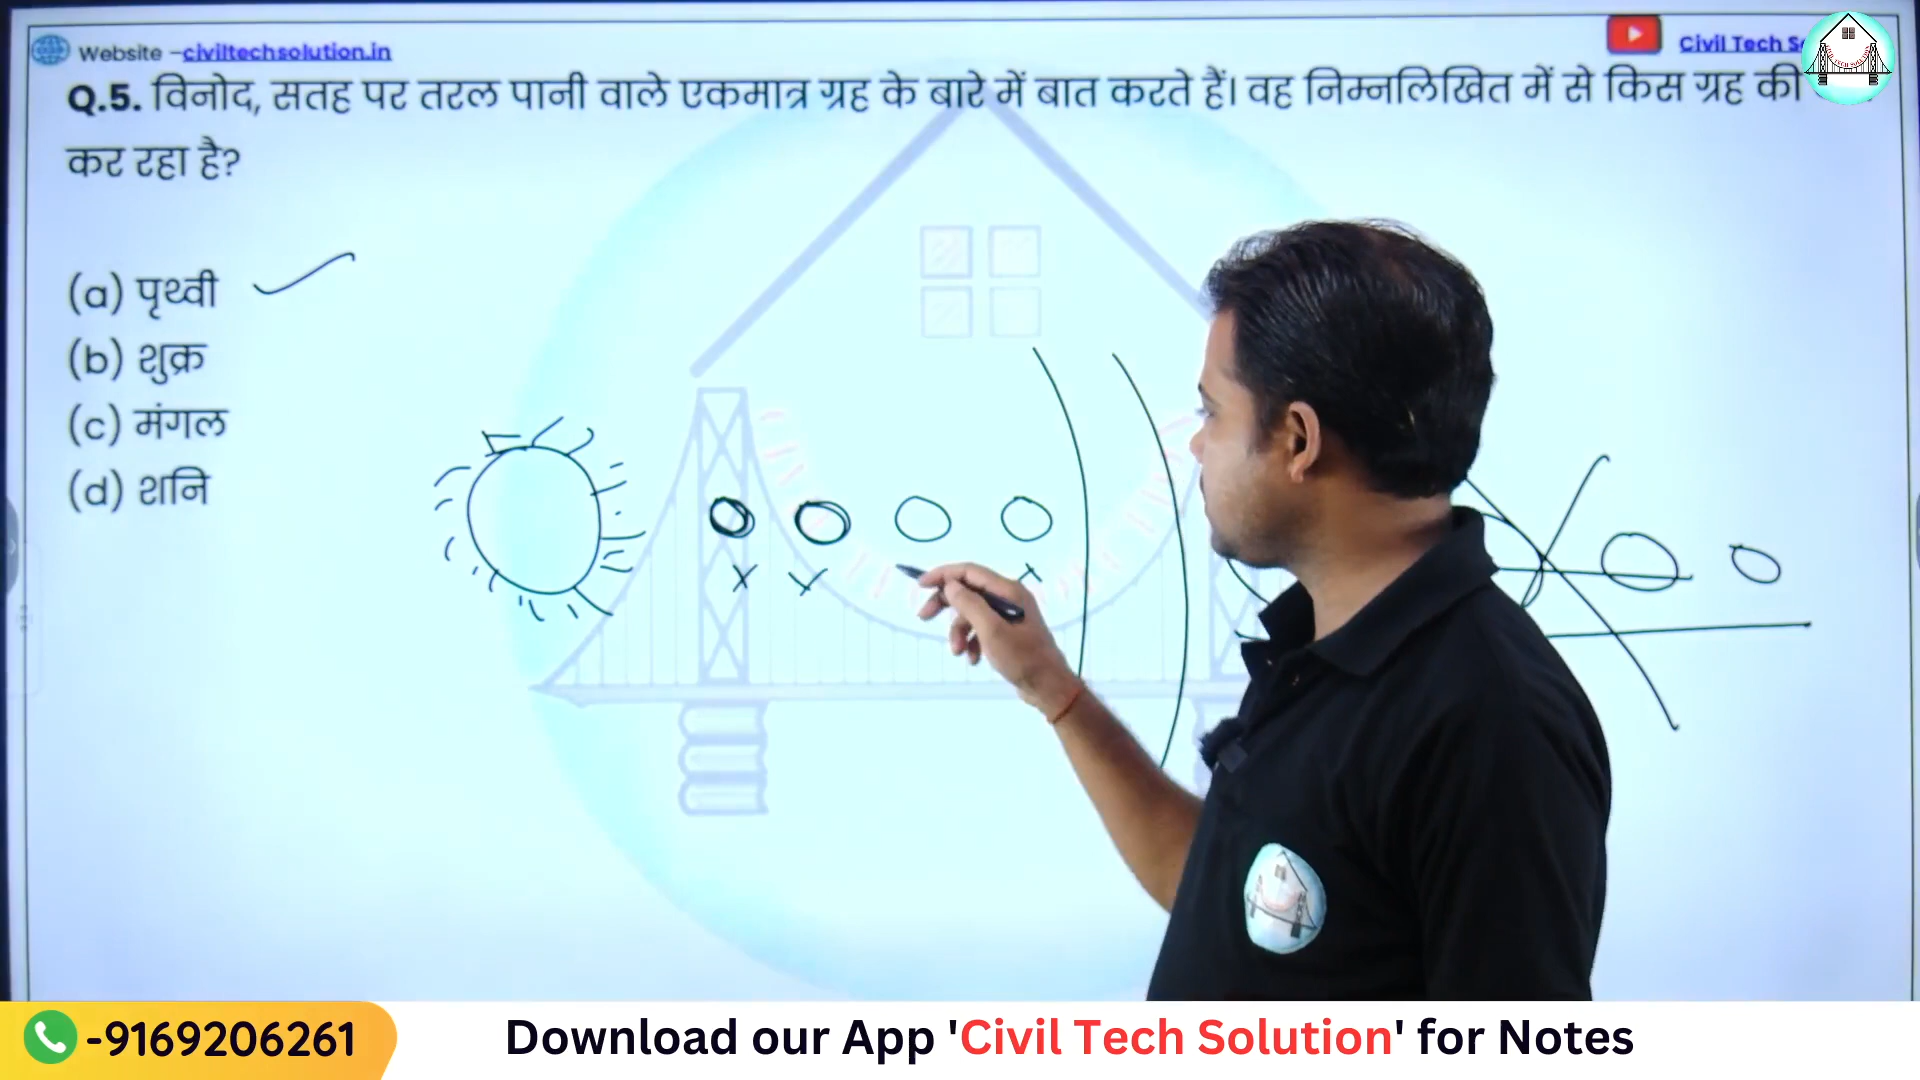 Website –civiltechsolution.in
Civil Tech S
Q.5. विनोद, सतह पर तरल पानी वाले एकमात्र ग्रह के बारे में बात करते हैं। वह निम्नलिखित में से किस ग्रह की
कर रहा है?
(a) पृथ्वी
(b) शुक्र
(c) मंगल
(d) शनि
-9169206261
Download our App 'Civil Tech Solution' for Notes